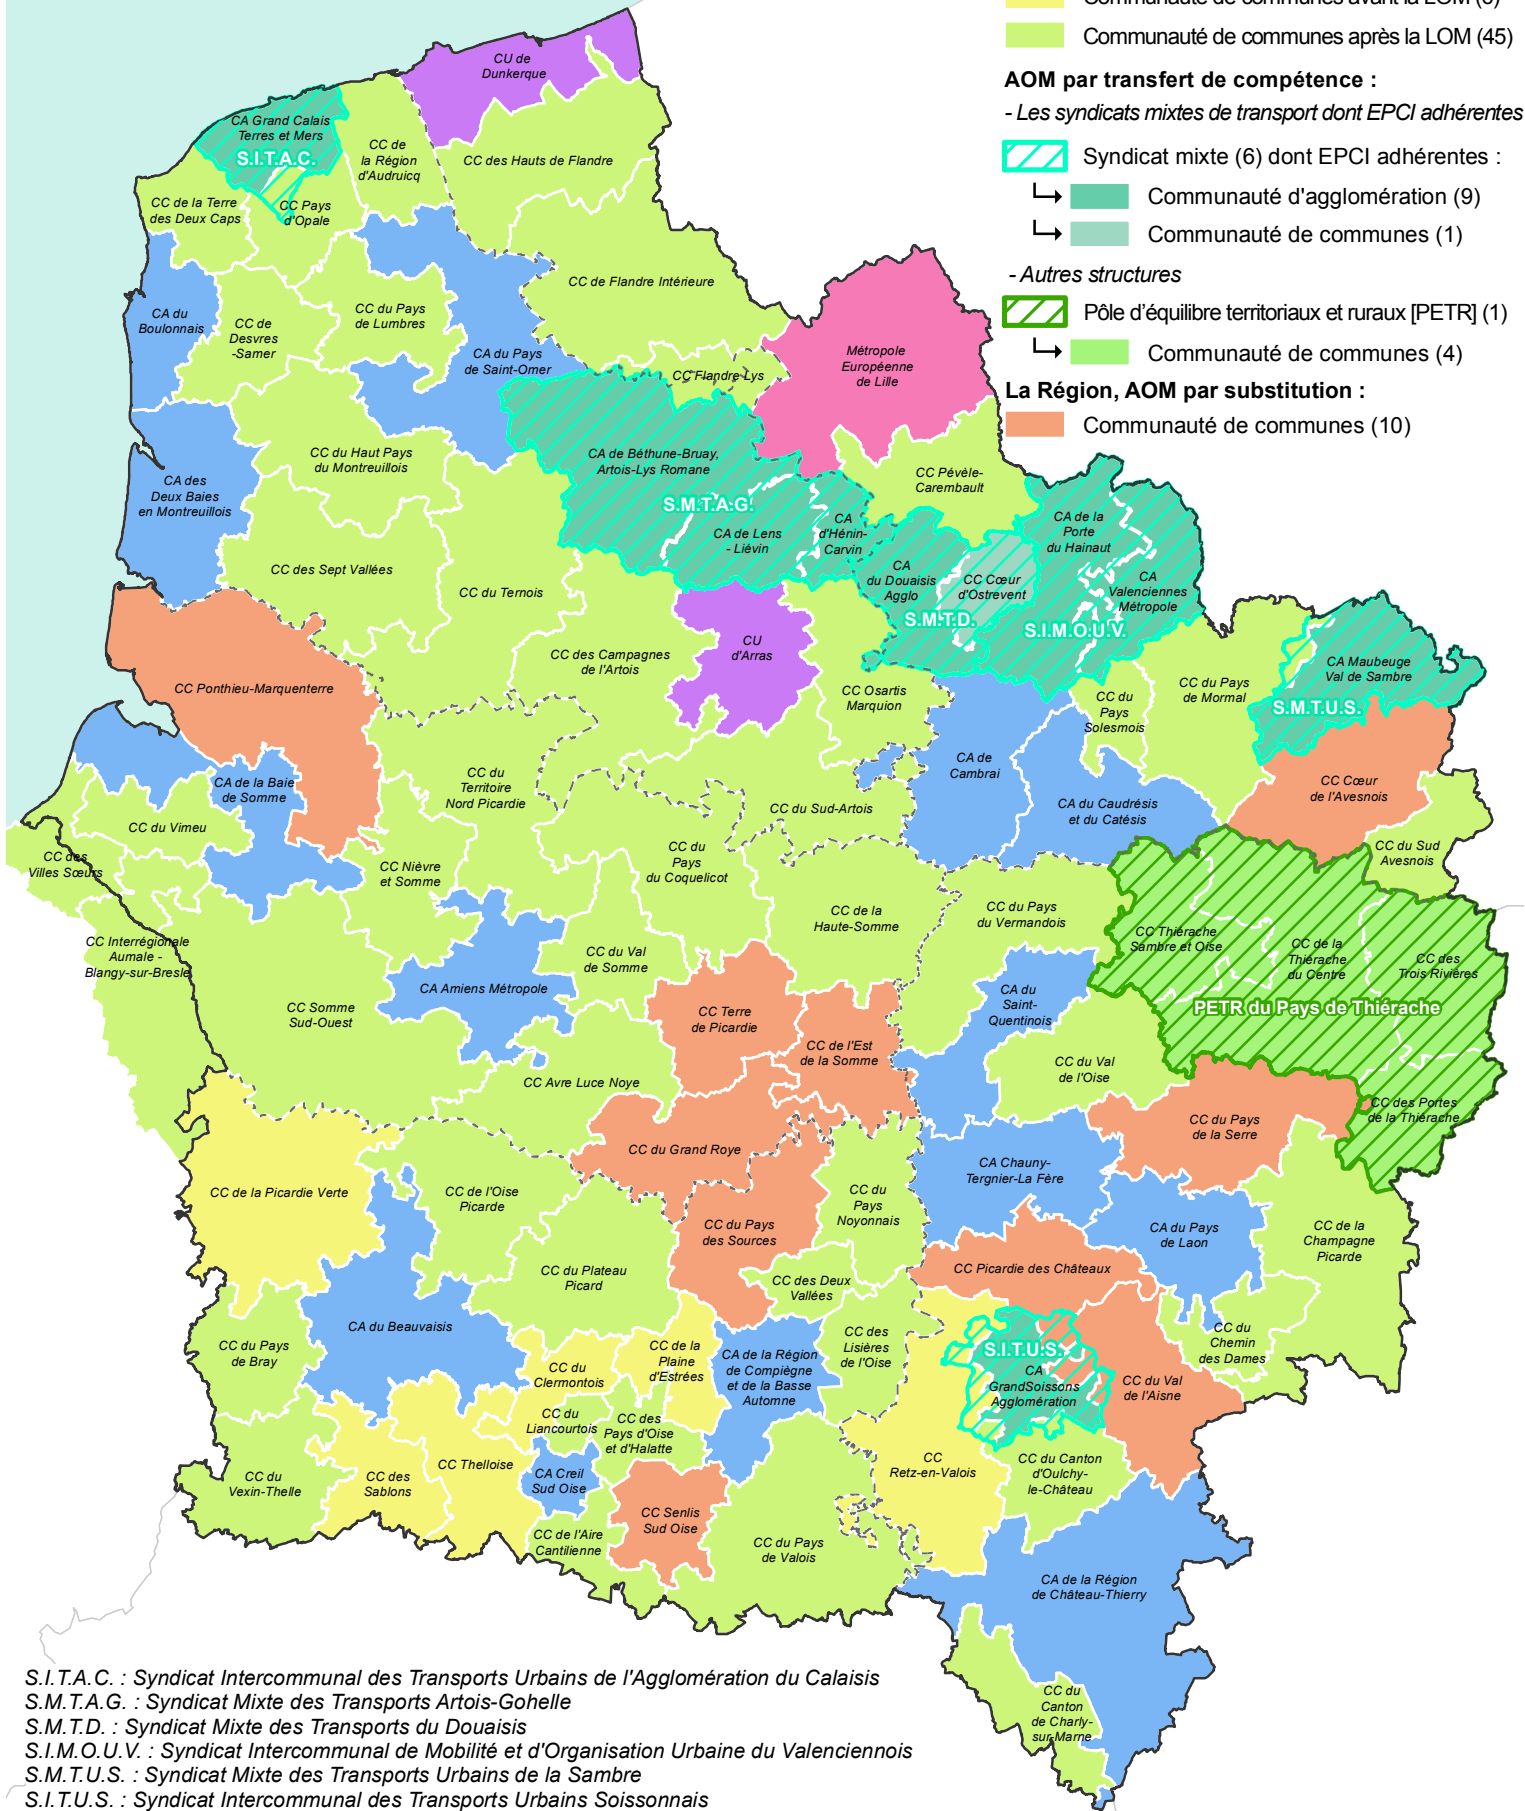 Communauté de communes avant la LOM
Communauté de communes après la LOM (45)
AOM par transfert de compétence :
- Les syndicats mixtes de transport dont EPCI adhérentes
Syndicat mixte (6) dont EPCI adhérentes :
Communauté d'agglomération (9)
Communauté de communes (1)
- Autres structures
Pôle d'équilibre territoriaux et ruraux [PETR] (1)
Communauté de communes (4)
La Région, AOM par substitution :
Communauté de communes (10)
CU de
Dunkerque
CA Grand Calais
Terres et Mers
S.I.T.A.C.
CC de
la Région
d'Audruicq
CC des Hauts de Flandre
CC de la Terre
des Deux Caps
CC Pays
d'Opale
CC de Flandre Intérieure
CA du
Boulonnais
CC de
Desvres
-Samer
CC du Pays
de Lumbres
CA du Pays
de Saint-Omer
CC Flandre Lys
Métropole
Européenne
de Lille
CC du Haut Pays
du Montreuillois
CA de Béthune-Bruay,
Artois-Lys Romane
S.M.T.A.G.
CC Pévèle-
Carembault
CA des
Deux Baies
en Montreuillois
CA de Lens
- Liévin
CA
d'Hénin-
Carvin
CA de la
Porte
du Hainaut
CA
du Douaisis
Agglo
CC Cœur
d'Ostrevent
CA
Valenciennes
Métropole
S.M.T.D.
S.I.M.O.U.V.
CC des Sept Vallées
CC du Ternois
CU
d'Arras
CC des Campagnes
de l'Artois
CC Ponthieu-Marquenterre
CC Osartis
Marquion
CC du
Pays
Solesmois
CC du Pays
de Mormal
CA Maubeuge
Val de Sambre
S.M.T.U.S.
CA de la Baie
de Somme
CC du
Territoire
Nord Picardie
CC du Sud-Artois
CA de
Cambrai
CA du Caudrésis
et du Catésis
CC Cœur
de l'Avesnois
CC du Vimeu
CC des
Villes Sœurs
CC Nièvre
et Somme
CC du
Pays
du Coquelicot
CC du Sud
Avesnois
CC de la
Haute-Somme
CC du Pays
du Vermandois
CC Interrégionale
Aumale -
Blangy-sur-Bresle
CC du Val
de Somme
CC Thiérache
Sambre et Oise
CC de la
Thiérache
du Centre
CC des
Trois Rivières
PETR du Pays de Thiérache
CA Amiens Métropole
CC Somme
Sud-Ouest
CC Terre
de Picardie
CA du
Saint-
Quentinois
CC de l'Est
de la Somme
CC du Val
de l'Oise
CC Avre Luce Noye
CC du Pays
de la Serre
CC des Portes
de la Thiérache
CC du Grand Roye
CC de la Picardie Verte
CC de l'Oise
Picarde
CC du
Pays
Noyonnais
CA Chauny-
Tergnier-La Fère
CC du Pays
des Sources
CA du Pays
de Laon
CC de la
Champagne
Picarde
CC du Plateau
Picard
CC des Deux
Vallées
CC Picardie des Châteaux
CC du Pays
de Bray
CA du Beauvaisis
CC du
Clermontois
CC de la
Plaine
d'Estrées
CA de la Région
de Compiègne
et de la Basse
Automne
CC des
Lisières
de l'Oise
S.I.T.U.S.
CA
GrandSoissons
Agglomération
CC du Val
de l'Aisne
CC du
Chemin
des Dames
CC du
Liancourtois
CC des
Pays d'Oise
et d'Halatte
CC du
Vexin-Thelle
CC des
Sablons
CC Thelloise
CA Creil
Sud Oise
CC
Retz-en-Valois
CC du Canton
d'Oulchy-
le-Château
CC Senlis
Sud Oise
CC de l'Aire
Cantilienne
CC du Pays
de Valois
CA de la Région
de Château-Thierry
CC du
Canton
de Charly-
sur-Marne
S.I.T.A.C. : Syndicat Intercommunal des Transports Urbains de l'Agglomération du Calaisis
S.M.T.A.G. : Syndicat Mixte des Transports Artois-Gohelle
S.M.T.D. : Syndicat Mixte des Transports du Douaisis
S.I.M.O.U.V. : Syndicat Intercommunal de Mobilité et d'Organisation Urbaine du Valenciennois
S.M.T.U.S. : Syndicat Mixte des Transports Urbains de la Sambre
S.I.T.U.S. : Syndicat Intercommunal des Transports Urbains Soissonnais